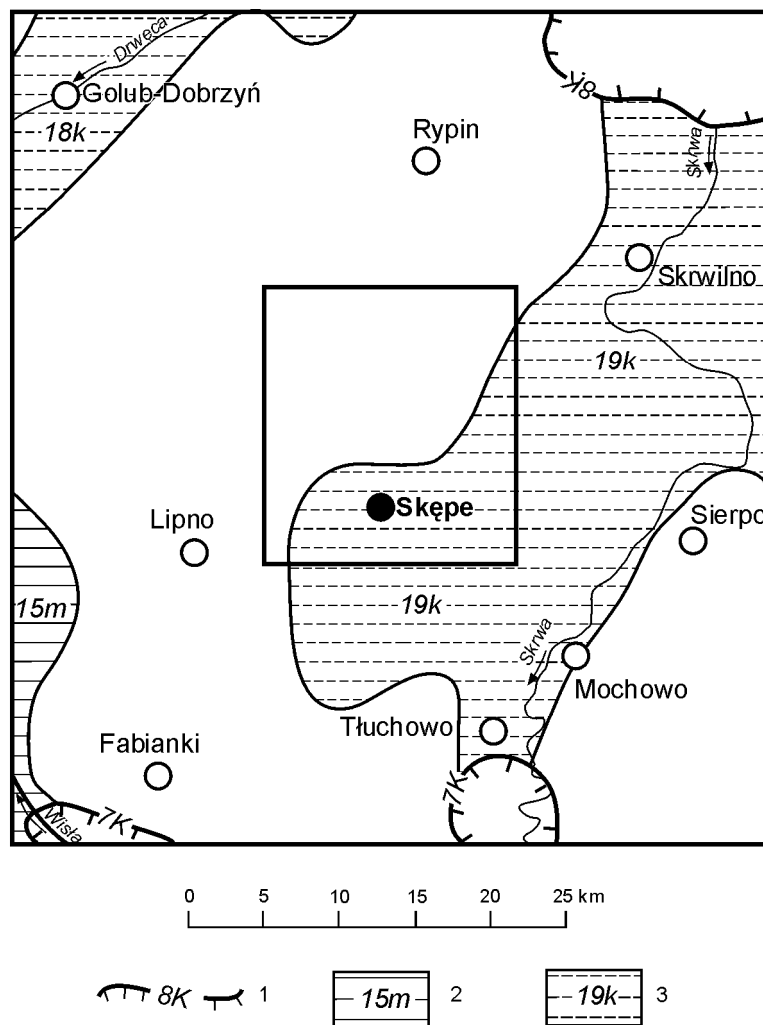 Drwęca
Golub-Dobrzyń
8K
18k
Rypin
Skrwa
Skrwilno
19k
Skępe
Lipno
Sierpc
15m
19k
Skrwa
Mochowo
Tłuchowo
Fabianki
7K
7K
Wisła
0 5 10 15 20 25 km
8K 1 15m 2 19k 3